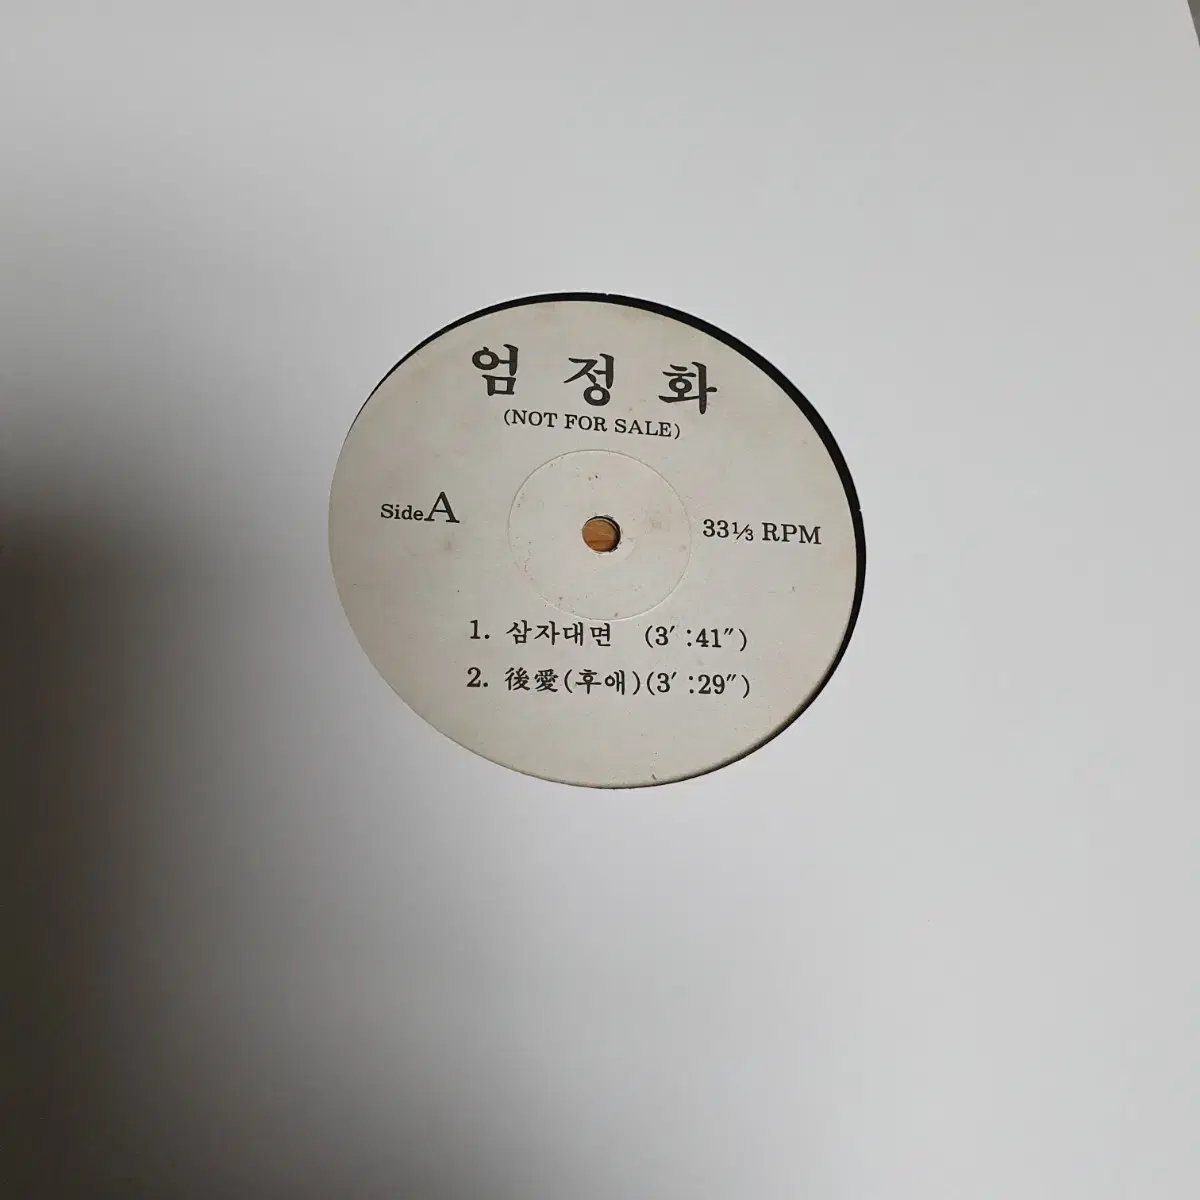 엄 정 화
(NOT FOR SALE)
Side A
33⅓ RPM
1. 삼자대면 (3′ :41″)
2. 後愛(후애)(3′ :29″)